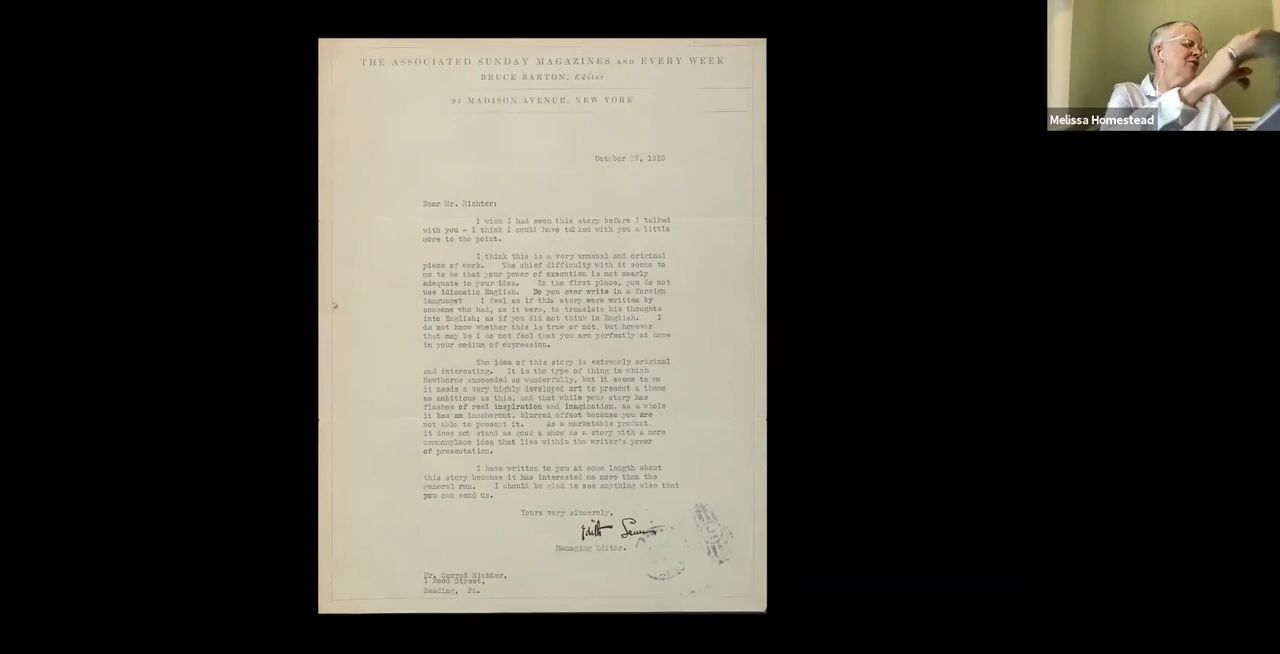 THE ASSOCIATED SUNDAY MAGAZINES AND EVERY WEEK
BRUCE BARTON, Editor
95 MADISON AVENUE, NEW YORK
October 27, 1915
Dear Mr. Richter:
I wish I had seen this story before I talked
with you - I think I could have talked with you a little
more to the point.
I think this is a very unusual and original
piece of work. The chief difficulty with it seems to
me to be that your power of execution is not nearly
adequate to your idea. In the first place, you do not
use idiomatic English. Do you ever write in a foreign
language? I feel as if this story were written by
someone who had, as it were, to translate his thoughts
into English; as if you did not think in English. I
do not know whether this is true or not, but however
that may be I do not feel that you are perfectly at home
in your medium of expression.
The idea of this story is extremely original
and interesting. It is the type of thing in which
Hawthorne succeeded so wonderfully, but it seems to me
it needs a very highly developed art to present a theme
as ambitious as this, and that while your story has
flashes of real inspiration and imagination, as a whole
it has an incoherent, blurred effect because you are
not able to present it. As a marketable product,
it does not stand as good a show as a story with a more
commonplace idea that lies within the writer's power
of presentation.
I have written to you at some length about
this story because it has interested me more than the
general run. I should be glad to see anything else that
you can send us.
Yours very sincerely,
Edith Lewis
Managing Editor.
Mr. Conrad Richter,
1 Reed Street,
Reading, Pa.
Melissa Homestead